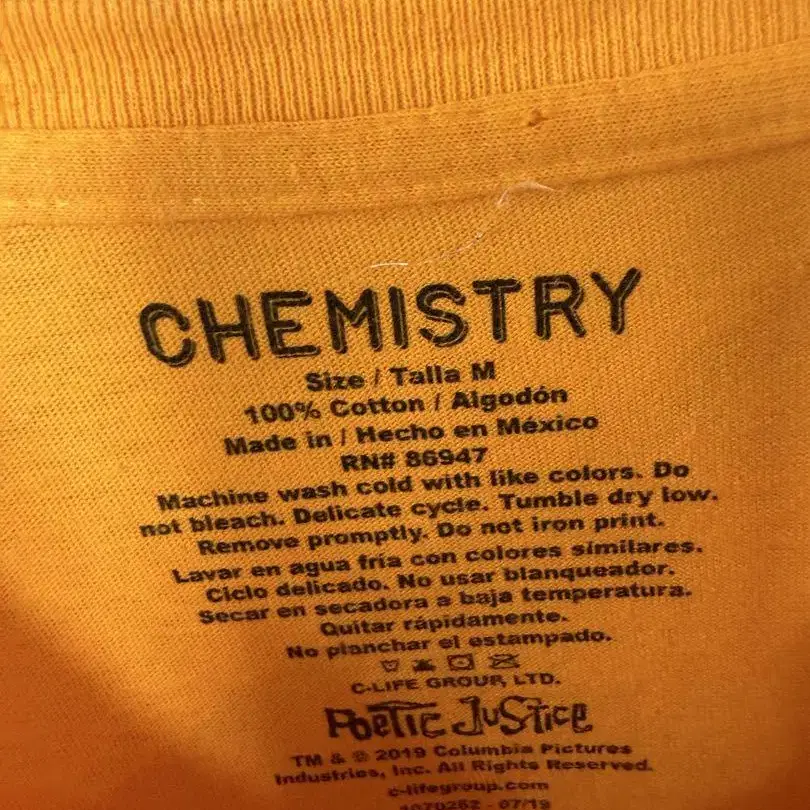 CHEMISTRY
Size / Talla M
100% Cotton / Algodón
Made in / Hecho en México
RN# 86947
Machine wash cold with like colors. Do
not bleach. Delicate cycle. Tumble dry low.
Remove promptly. Do not iron print.
Lavar en agua fría con colores similares.
Ciclo delicado. No usar blanqueador.
Secar en secadora a baja temperatura.
Quitar rápidamente.
No planchar el estampado.
C-LIFE GROUP, LTD.
Poetic Justice
TM & © 2019 Columbia Pictures
Industries, Inc. All Rights Reserved.
c-lifegroup.com
- 07/19